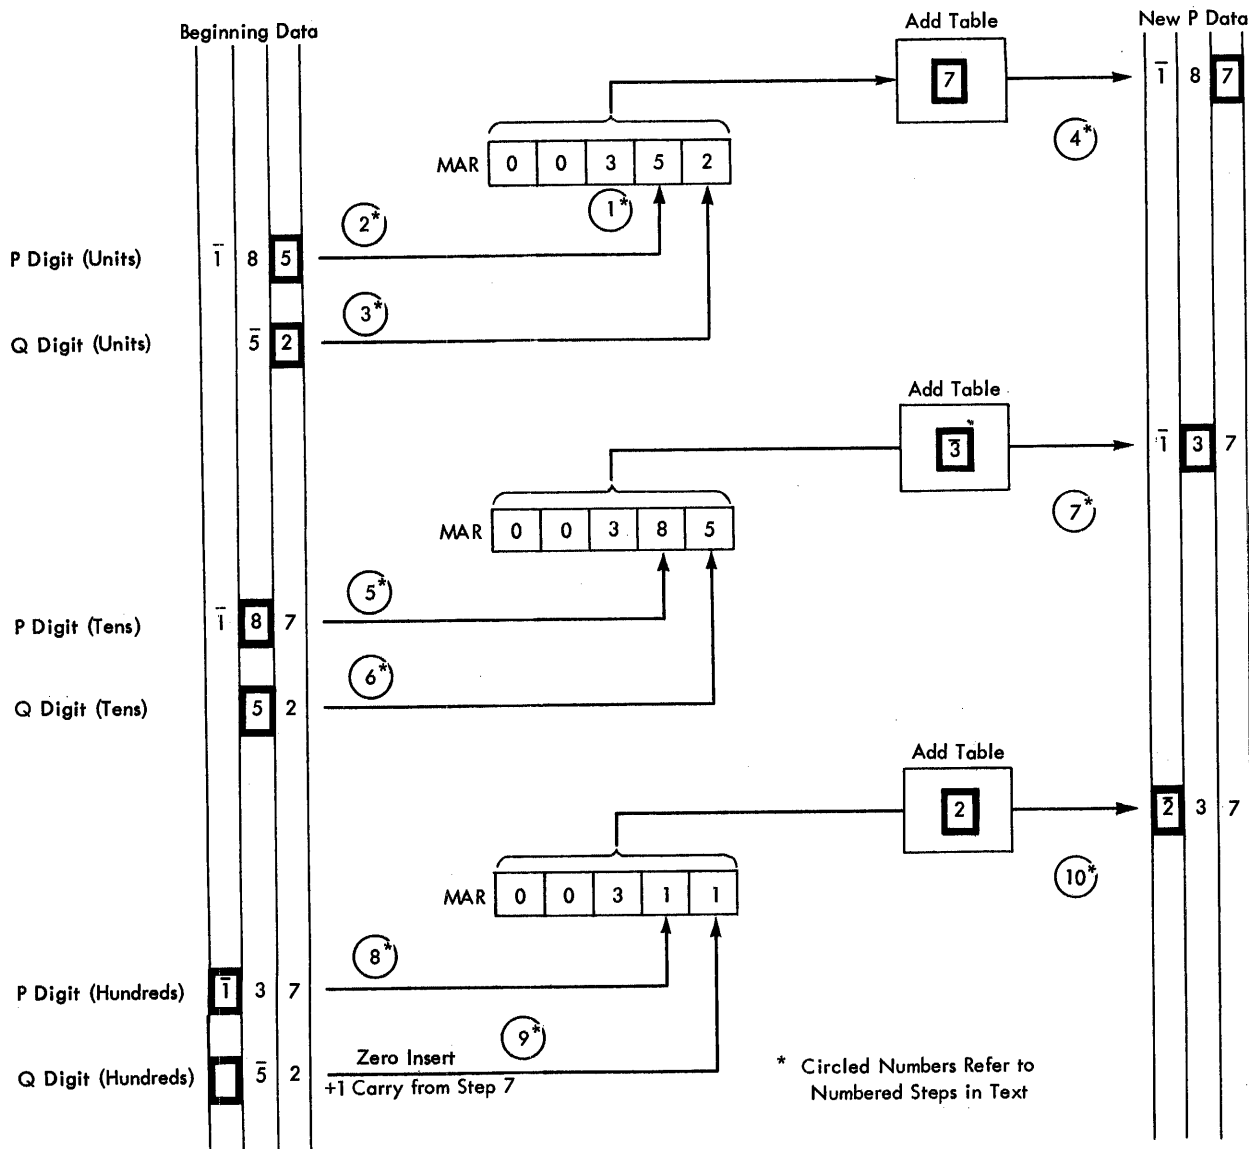 Beginning Data
Add Table
New P Data
7
1̅ 8 7
4*
MAR 0 0 3 5 2
1*
2*
P Digit (Units) 1̅ 8 5
3*
Q Digit (Units) 5̅ 2
Add Table
3̅
1̅ 3 7
7*
MAR 0 0 3 8 5
5*
P Digit (Tens) 1̅ 8 7
6*
Q Digit (Tens) 5 2
Add Table
2
2̅ 3 7
10*
MAR 0 0 3 1 1
8*
P Digit (Hundreds) 1̅ 3 7
9*
Zero Insert
Q Digit (Hundreds) 5̅ 2
+1 Carry from Step 7
* Circled Numbers Refer to
Numbered Steps in Text